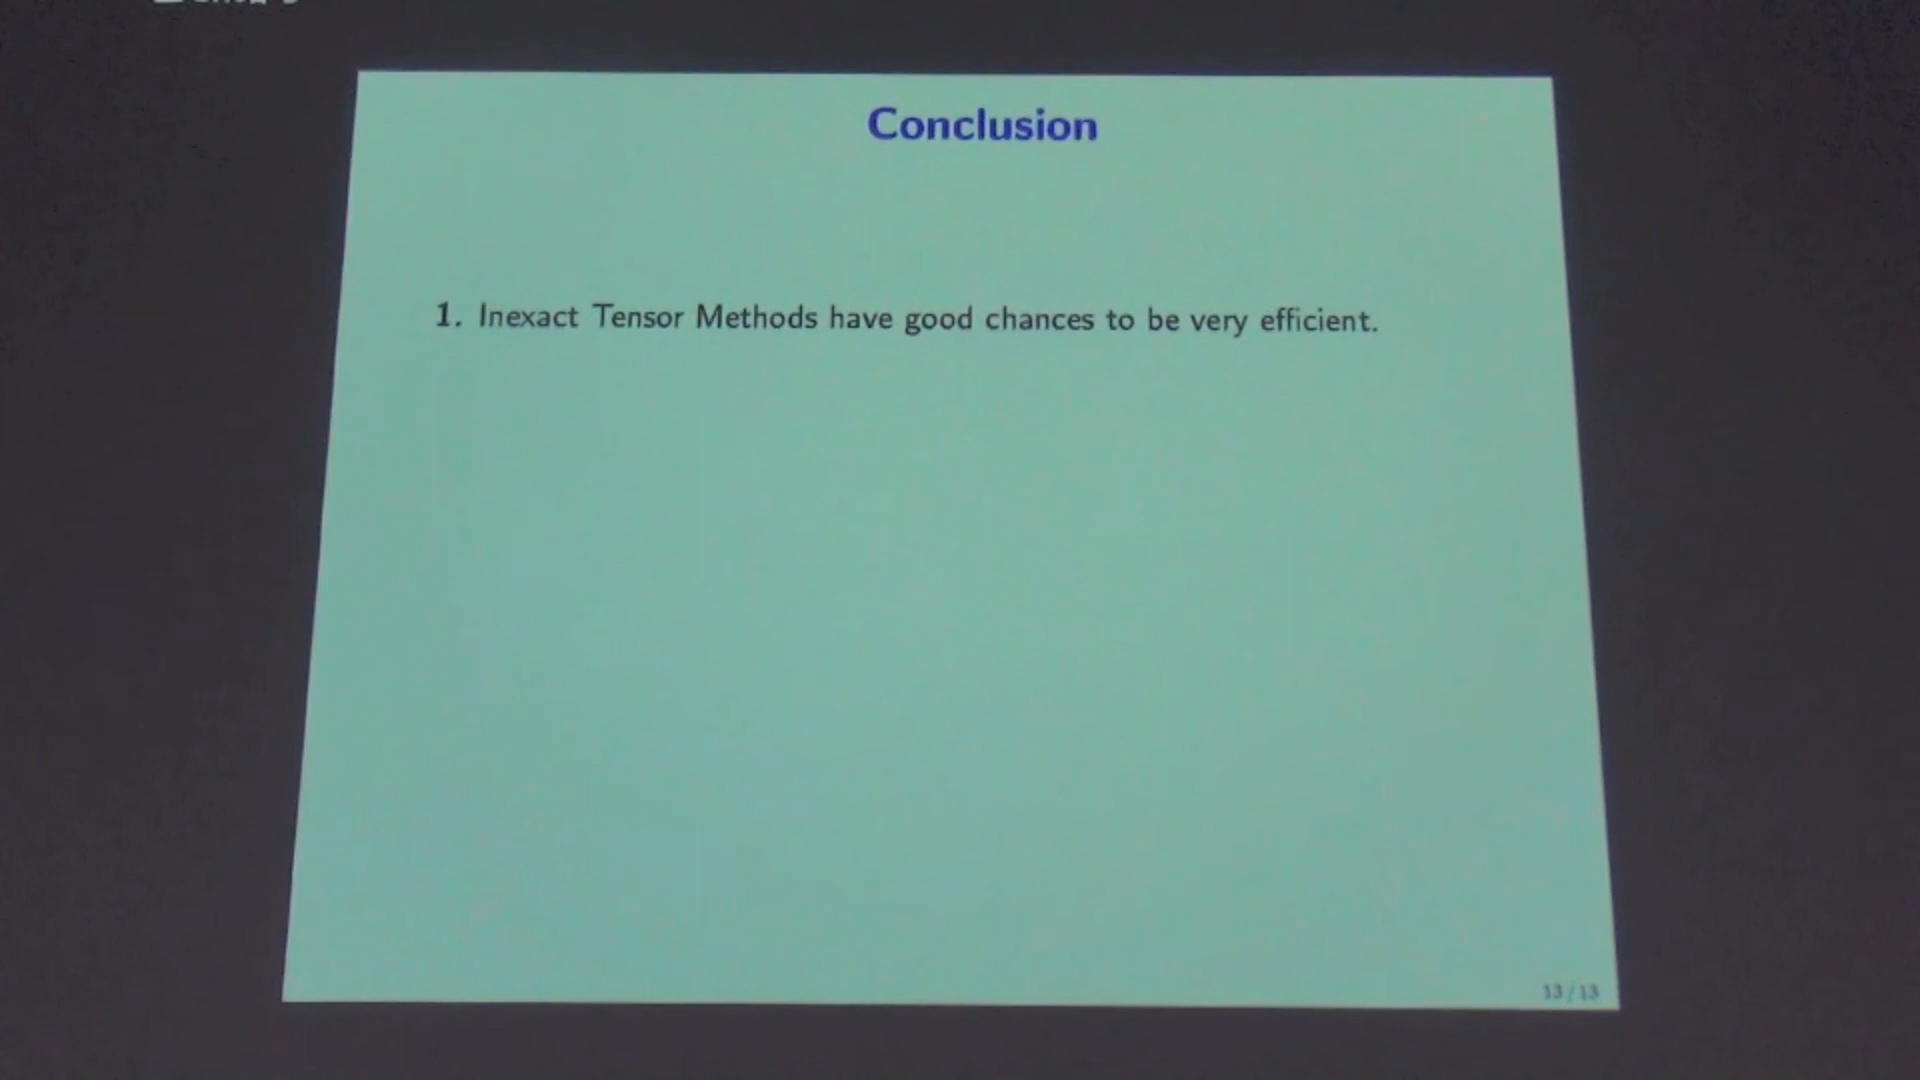 Conclusion
1. Inexact Tensor Methods have good chances to be very efficient.
13 / 13